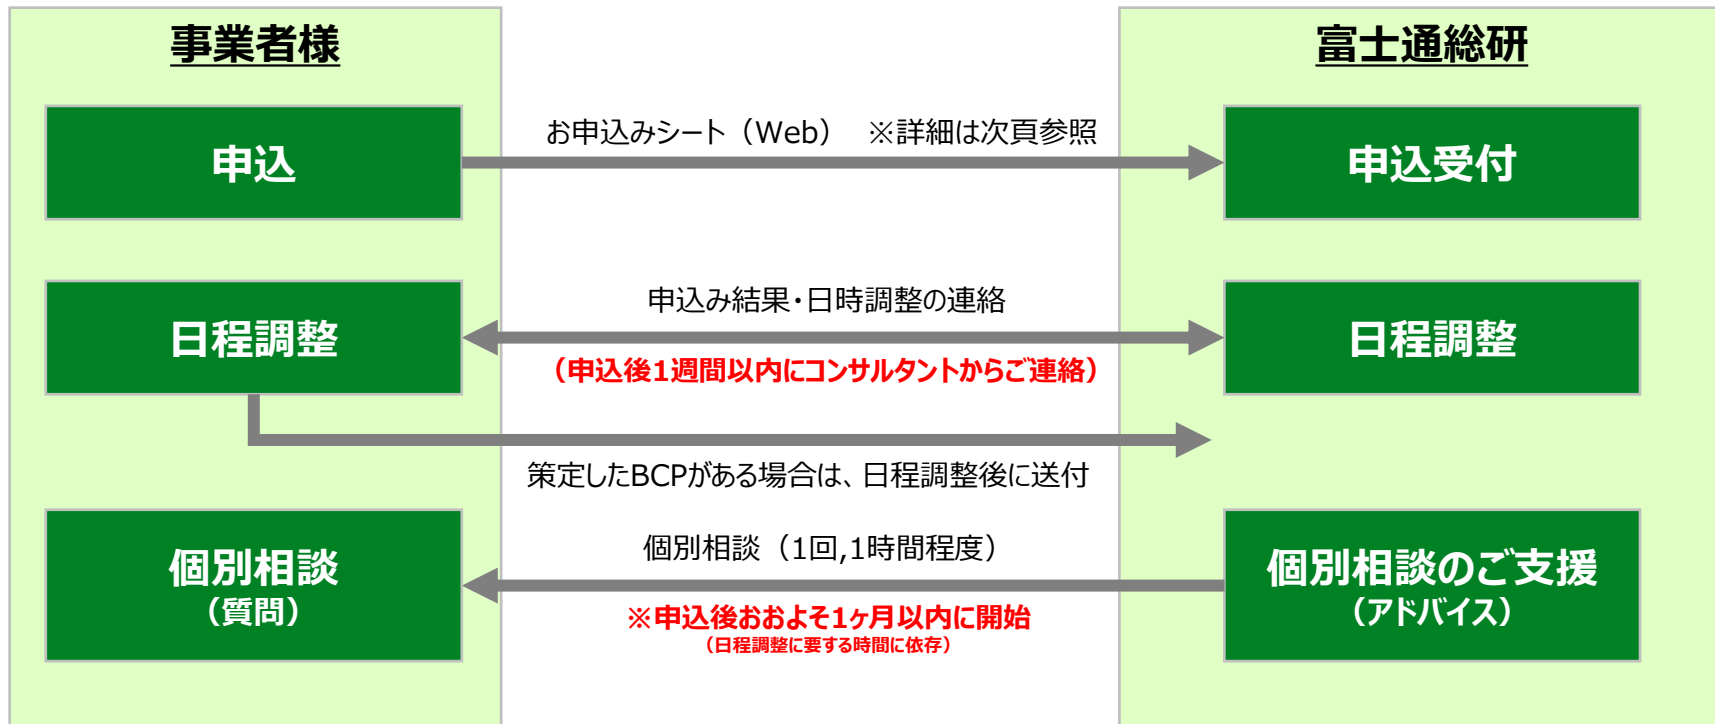 事業者様
富士通総研
申込
お申込みシート（Web）　※詳細は次頁参照
申込受付
日程調整
申込み結果・日時調整の連絡
（申込後1週間以内にコンサルタントからご連絡）
日程調整
策定したBCPがある場合は、日程調整後に送付
個別相談
（質問）
個別相談（1回,1時間程度）
※申込後おおよそ1ヶ月以内に開始
（日程調整に要する時間に依存）
個別相談のご支援
（アドバイス）